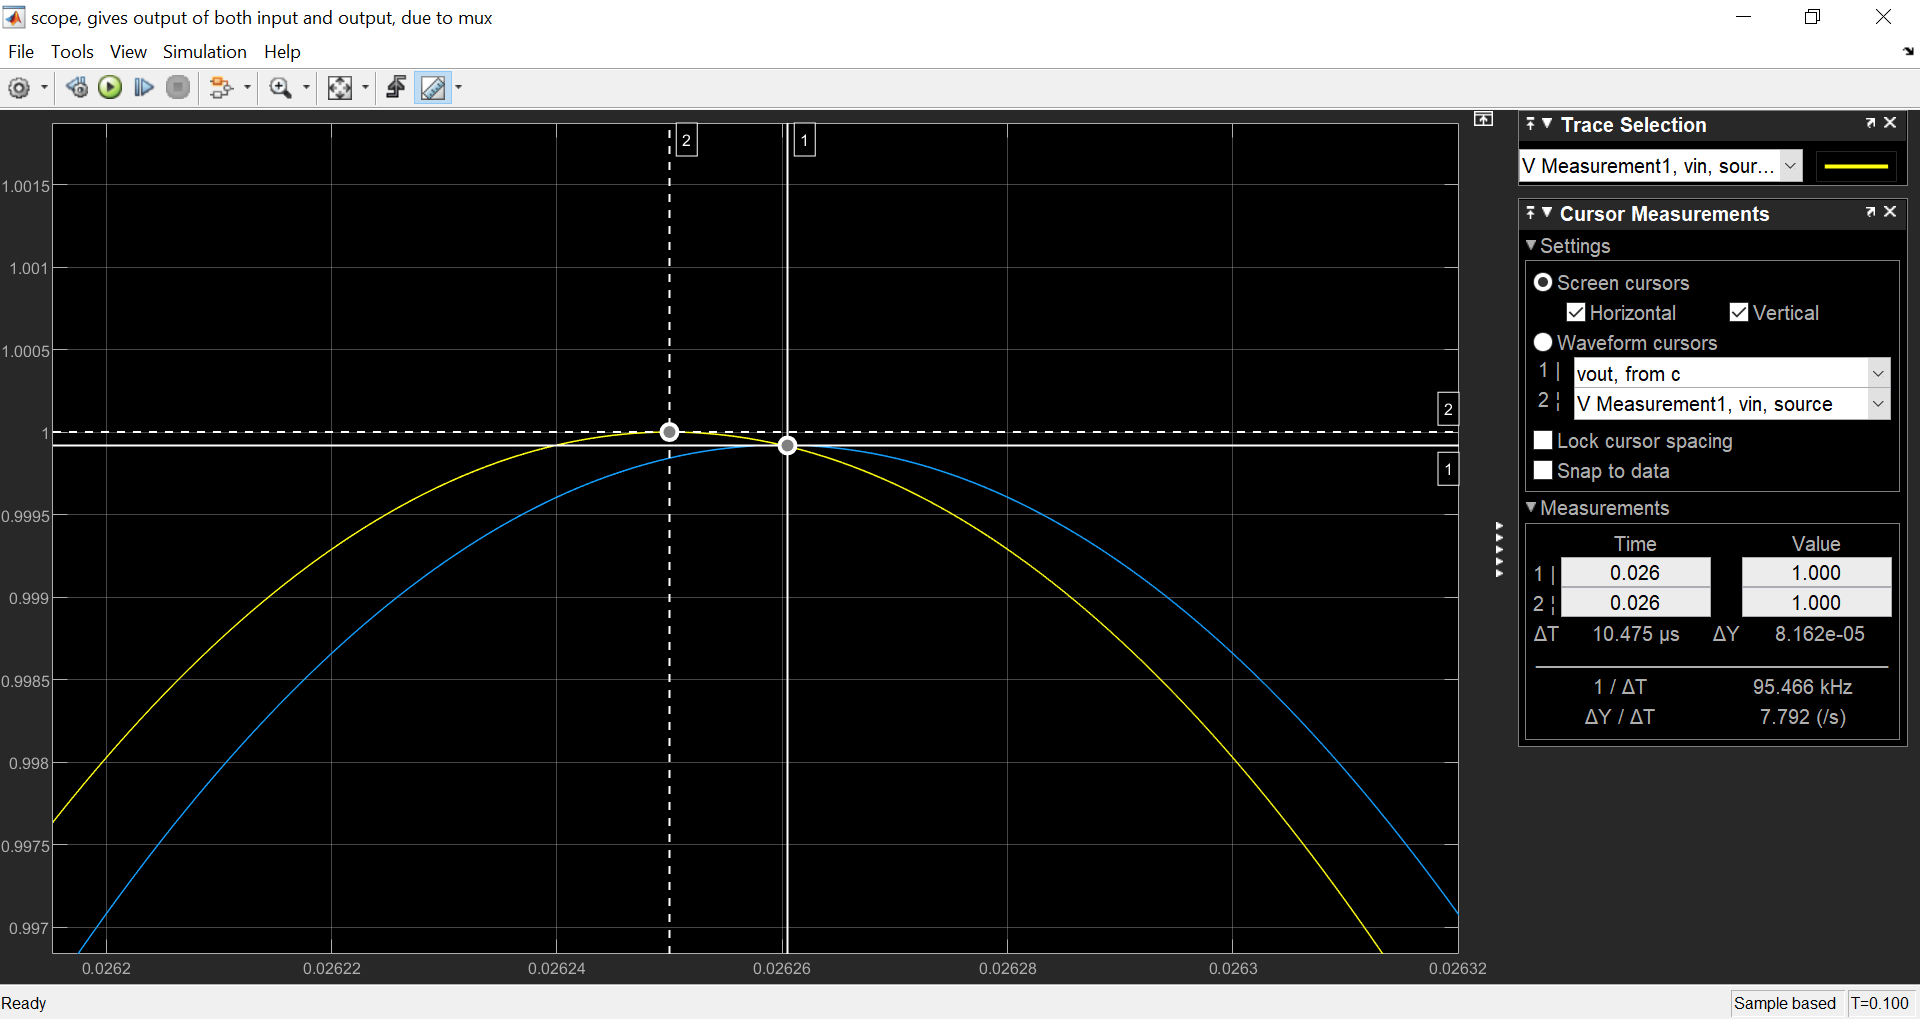 scope, gives output of both input and output, due to mux
File Tools View Simulation Help
2
1
1.0015
1.001
1.0005
1
0.9995
0.999
0.9985
0.998
0.9975
0.997
2
1
0.0262
0.02622
0.02624
0.02626
0.02628
0.0263
0.02632
Trace Selection
V Measurement1, vin, sour...
Cursor Measurements
Settings
Screen cursors
Horizontal Vertical
Waveform cursors
1 | vout, from c
2 ¦ V Measurement1, vin, source
Lock cursor spacing
Snap to data
Measurements
Time Value
1 | 0.026 1.000
2 ¦ 0.026 1.000
ΔT 10.475 µs ΔY 8.162e-05
1 / ΔT 95.466 kHz
ΔY / ΔT 7.792 (/s)
Ready
Sample based T=0.100